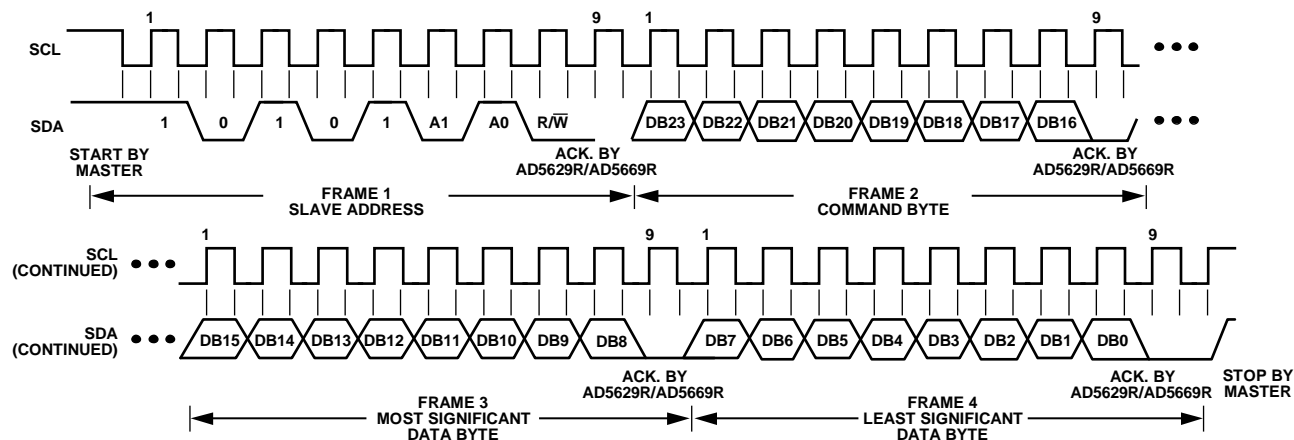 1 9 1 9
SCL
SDA
1 0 1 0 1 A1 A0 R/W̅ DB23 DB22 DB21 DB20 DB19 DB18 DB17 DB16
START BY
MASTER
ACK. BY
AD5629R/AD5669R
ACK. BY
AD5629R/AD5669R
FRAME 1
SLAVE ADDRESS
FRAME 2
COMMAND BYTE
1 9 1 9
SCL
(CONTINUED)
SDA
(CONTINUED)
DB15 DB14 DB13 DB12 DB11 DB10 DB9 DB8 DB7 DB6 DB5 DB4 DB3 DB2 DB1 DB0
ACK. BY
AD5629R/AD5669R
ACK. BY
AD5629R/AD5669R
STOP BY
MASTER
FRAME 3
MOST SIGNIFICANT
DATA BYTE
FRAME 4
LEAST SIGNIFICANT
DATA BYTE